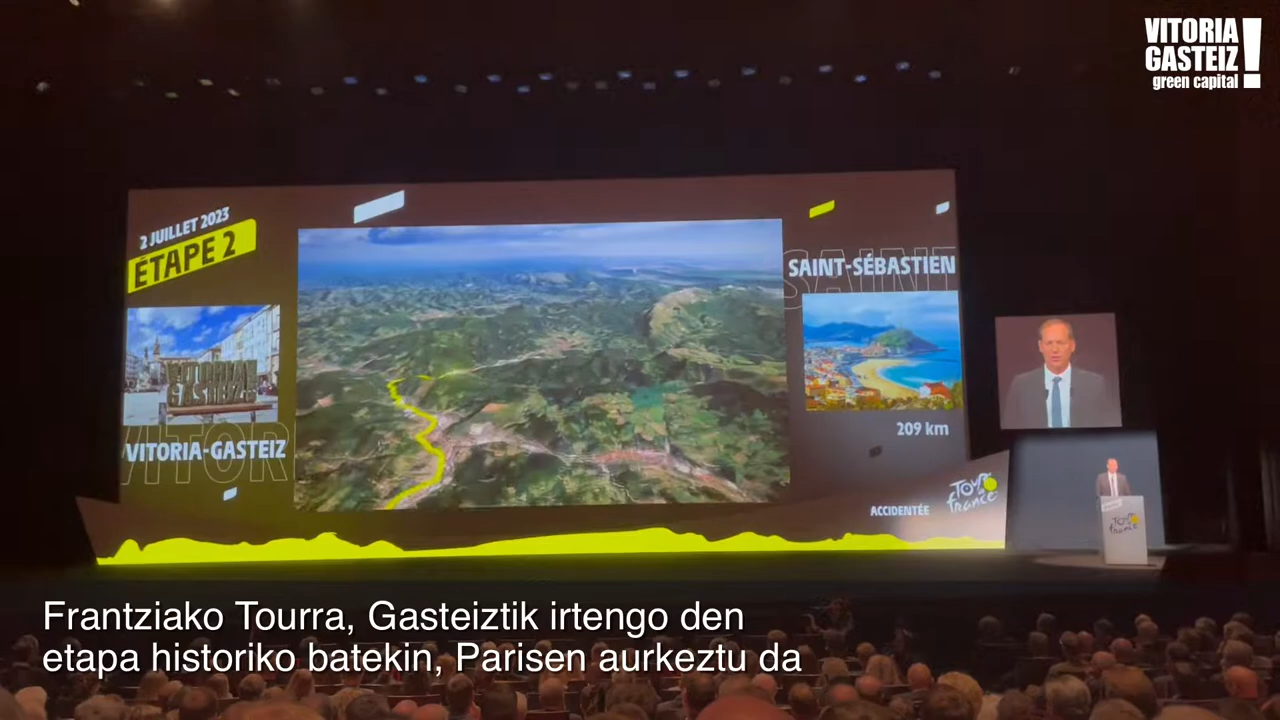 VITORIA
GASTEIZ!
green capital
2 JUILLET 2023
ÉTAPE 2
VITORIA-GASTEIZ
SAINT-SÉBASTIEN
209 km
ACCIDENTÉE
Tour de france
Frantziako Tourra, Gasteiztik irtengo den
etapa historiko batekin, Parisen aurkeztu da